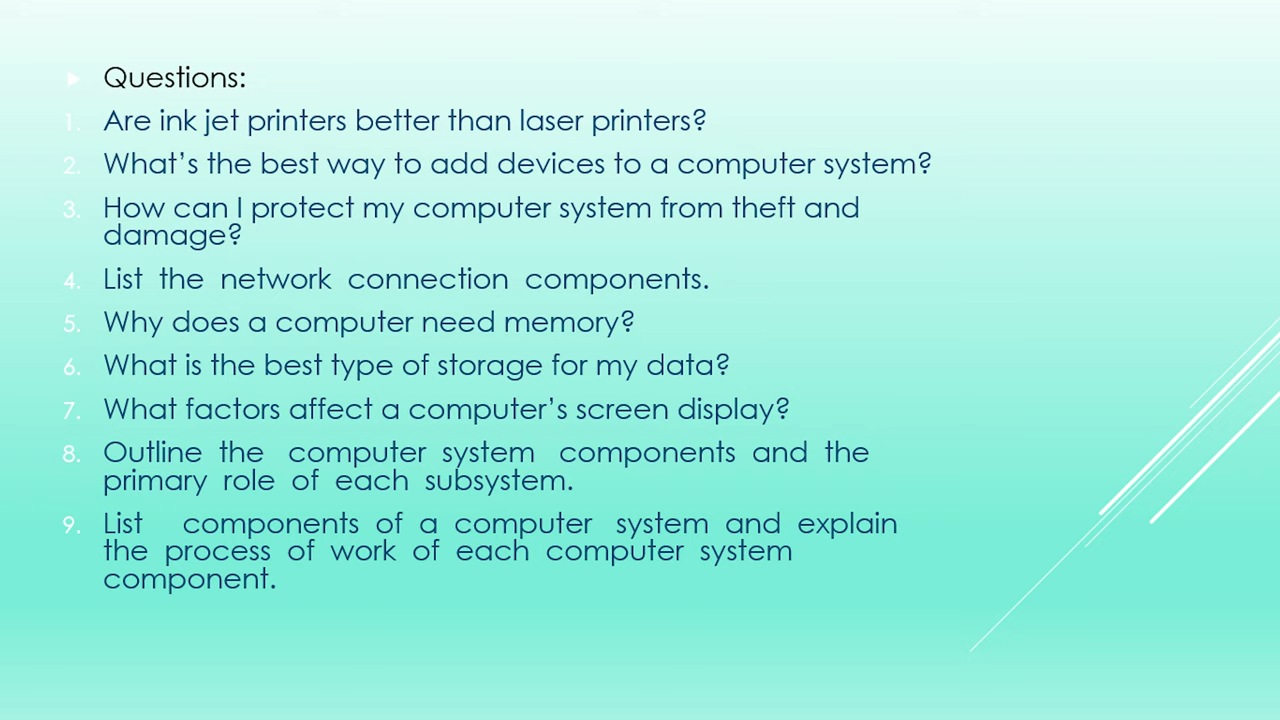 Questions:
1. Are ink jet printers better than laser printers?
2. What's the best way to add devices to a computer system?
3. How can I protect my computer system from theft and
damage?
4. List the network connection components.
5. Why does a computer need memory?
6. What is the best type of storage for my data?
7. What factors affect a computer's screen display?
8. Outline the computer system components and the
primary role of each subsystem.
9. List components of a computer system and explain
the process of work of each computer system
component.